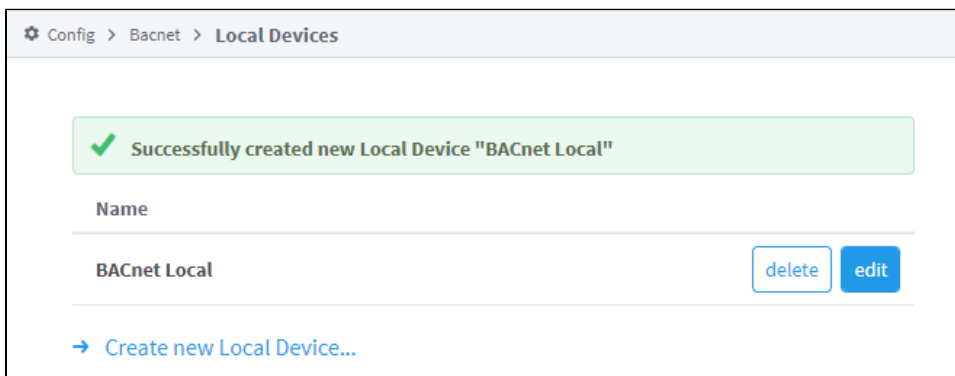 Config > Bacnet > Local Devices
Successfully created new Local Device "BACnet Local"
Name
BACnet Local delete edit
→ Create new Local Device...